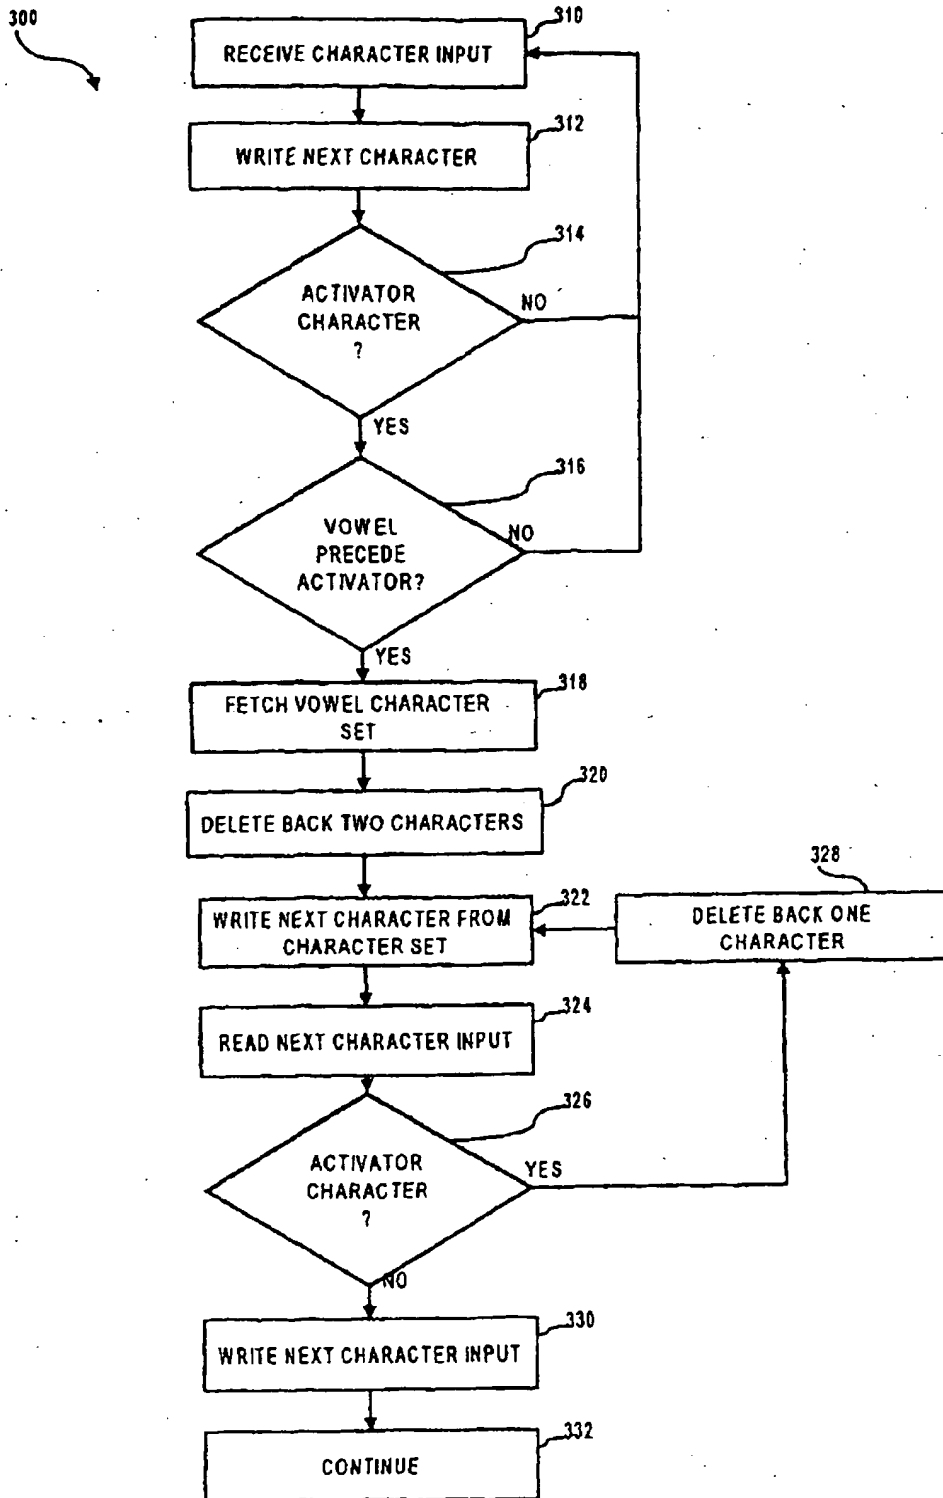 300
310
RECEIVE CHARACTER INPUT
312
WRITE NEXT CHARACTER
314
ACTIVATOR
CHARACTER
?
NO
YES
316
VOWEL
PRECEDE
ACTIVATOR?
NO
YES
318
FETCH VOWEL CHARACTER
SET
320
DELETE BACK TWO CHARACTERS
322
WRITE NEXT CHARACTER FROM
CHARACTER SET
328
DELETE BACK ONE
CHARACTER
324
READ NEXT CHARACTER INPUT
326
ACTIVATOR
CHARACTER
?
YES
NO
330
WRITE NEXT CHARACTER INPUT
332
CONTINUE